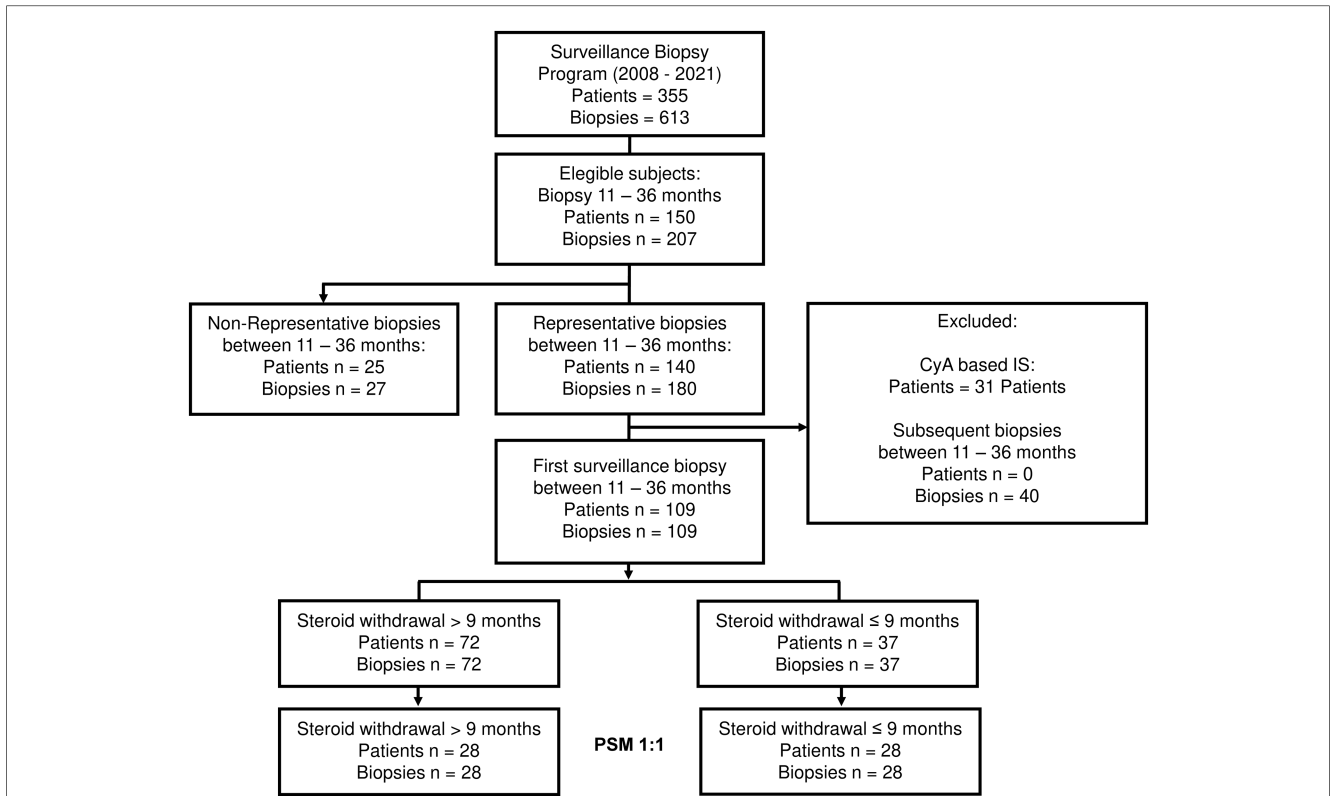 Surveillance Biopsy
Program (2008 - 2021)
Patients = 355
Biopsies = 613
Elegible subjects:
Biopsy 11 – 36 months
Patients n = 150
Biopsies n = 207
Non-Representative biopsies
between 11 – 36 months:
Patients n = 25
Biopsies n = 27
Representative biopsies
between 11 – 36 months:
Patients n = 140
Biopsies n = 180
Excluded:
CyA based IS:
Patients = 31 Patients
Subsequent biopsies
between 11 – 36 months
Patients n = 0
Biopsies n = 40
First surveillance biopsy
between 11 – 36 months
Patients n = 109
Biopsies n = 109
Steroid withdrawal > 9 months
Patients n = 72
Biopsies n = 72
Steroid withdrawal ≤ 9 months
Patients n = 37
Biopsies n = 37
Steroid withdrawal > 9 months
Patients n = 28
Biopsies n = 28
PSM 1:1
Steroid withdrawal ≤ 9 months
Patients n = 28
Biopsies n = 28